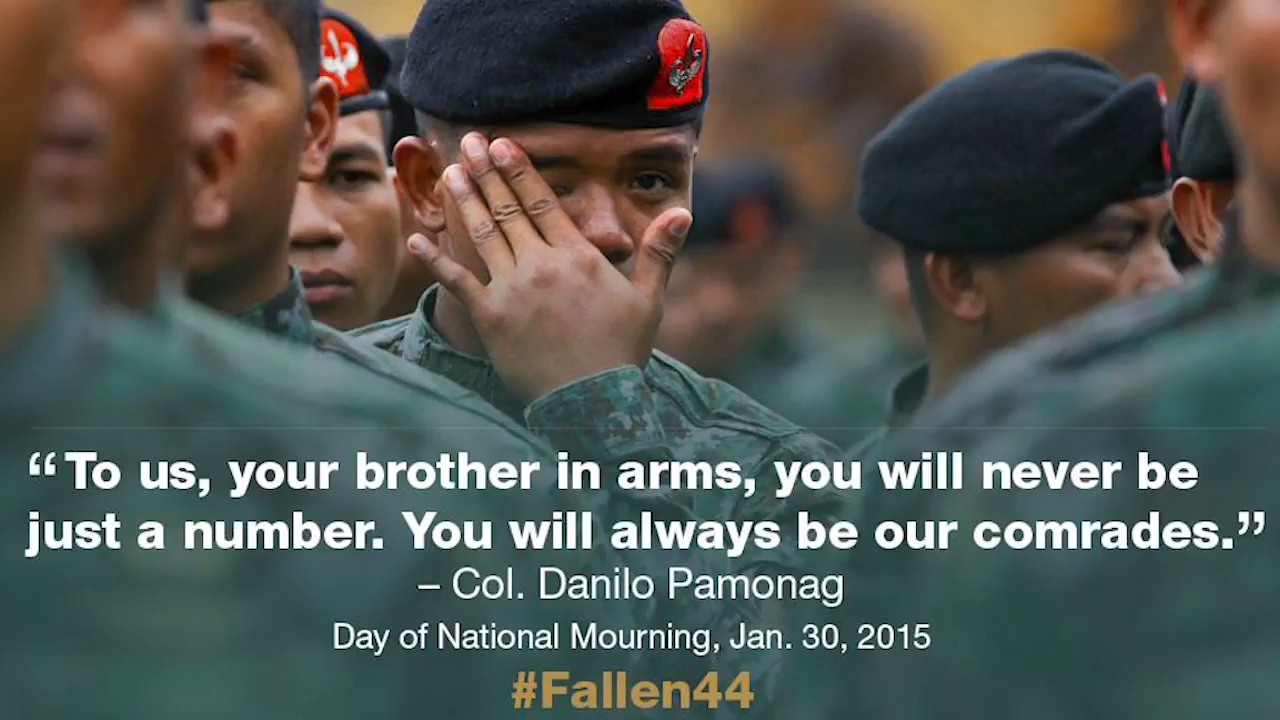 “To us, your brother in arms, you will never be
just a number. You will always be our comrades.”
– Col. Danilo Pamonag
Day of National Mourning, Jan. 30, 2015
#Fallen44